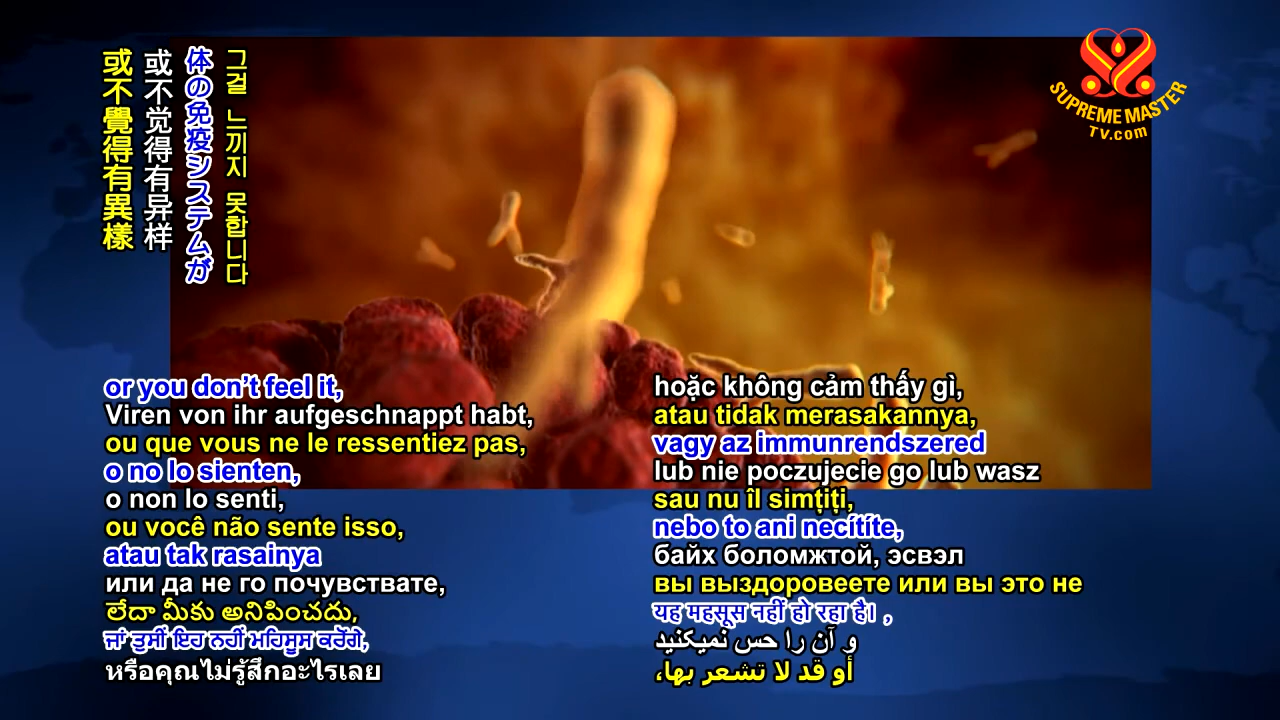 或不覺得有異樣
或不觉得有异样
体の免疫システムが
그걸 느끼지 못합니다
SUPREME MASTER
TV.com
or you don’t feel it,
Viren von ihr aufgeschnappt habt,
ou que vous ne le ressentiez pas,
o no lo sienten,
o non lo senti,
ou você não sente isso,
atau tak rasainya
или да не го почувствате,
లేదా మీకు అనిపించదు,
ਜਾਂ ਤੁਸੀਂ ਇਹ ਨਹੀਂ ਮਹਿਸੂਸ ਕਰੋਂਗੇ,
หรือคุณไม่รู้สึกอะไรเลย
hoặc không cảm thấy gì,
atau tidak merasakannya,
vagy az immunrendszered
lub nie poczujecie go lub wasz
sau nu îl simțiți,
nebo to ani necítíte,
байх боломжтой, эсвэл
вы выздоровеете или вы это не
यह महसूस नहीं हो रहा है। ,
و آن را حس نمیکنید
أو قد لا تشعر بها،